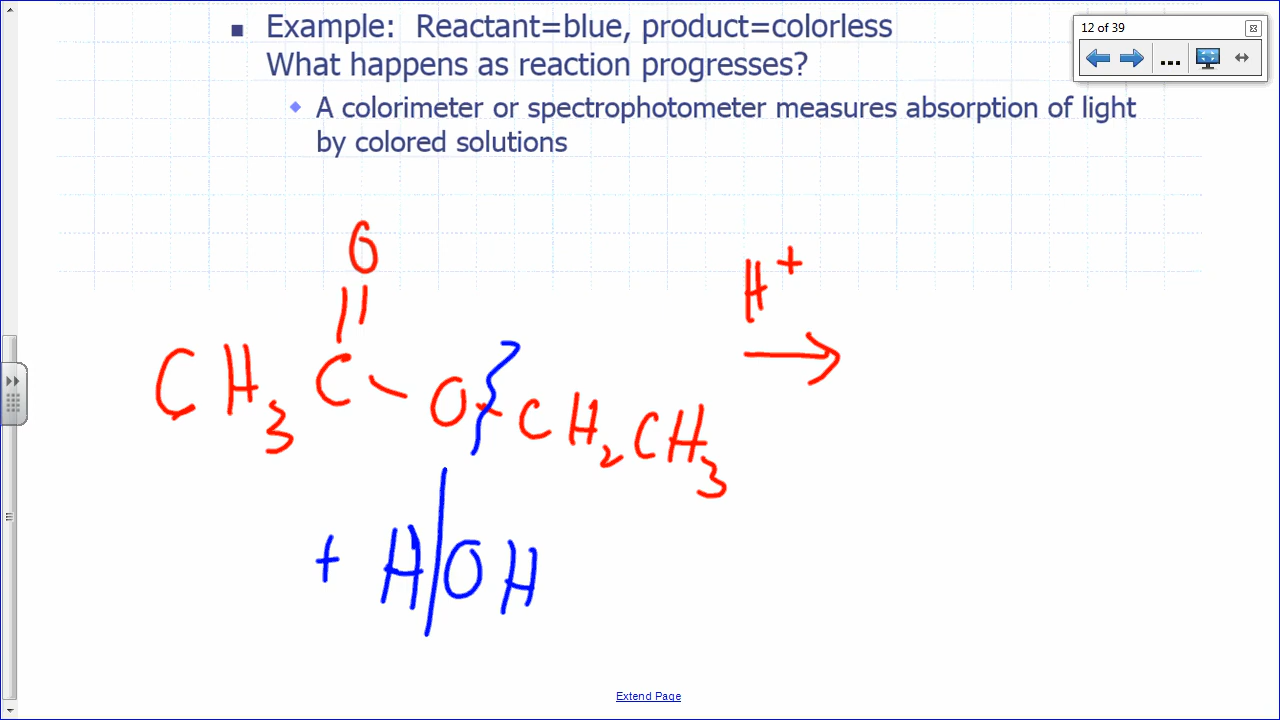 Example: Reactant=blue, product=colorless
What happens as reaction progresses?
A colorimeter or spectrophotometer measures absorption of light
by colored solutions
12 of 39
...
O
H+
CH3 C - O - CH2CH3
+ H/OH
Extend Page